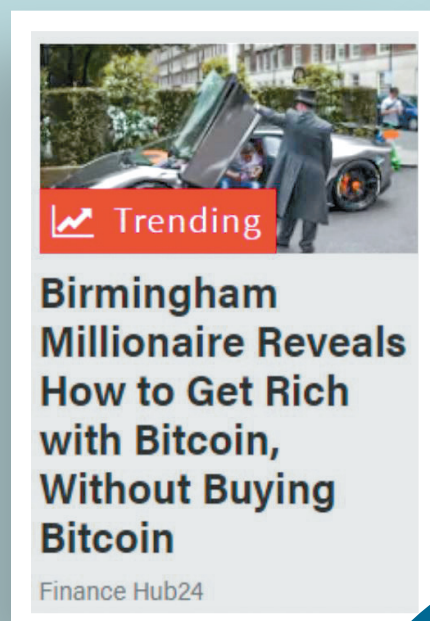 Trending
Birmingham
Millionaire Reveals
How to Get Rich
with Bitcoin,
Without Buying
Bitcoin
Finance Hub24